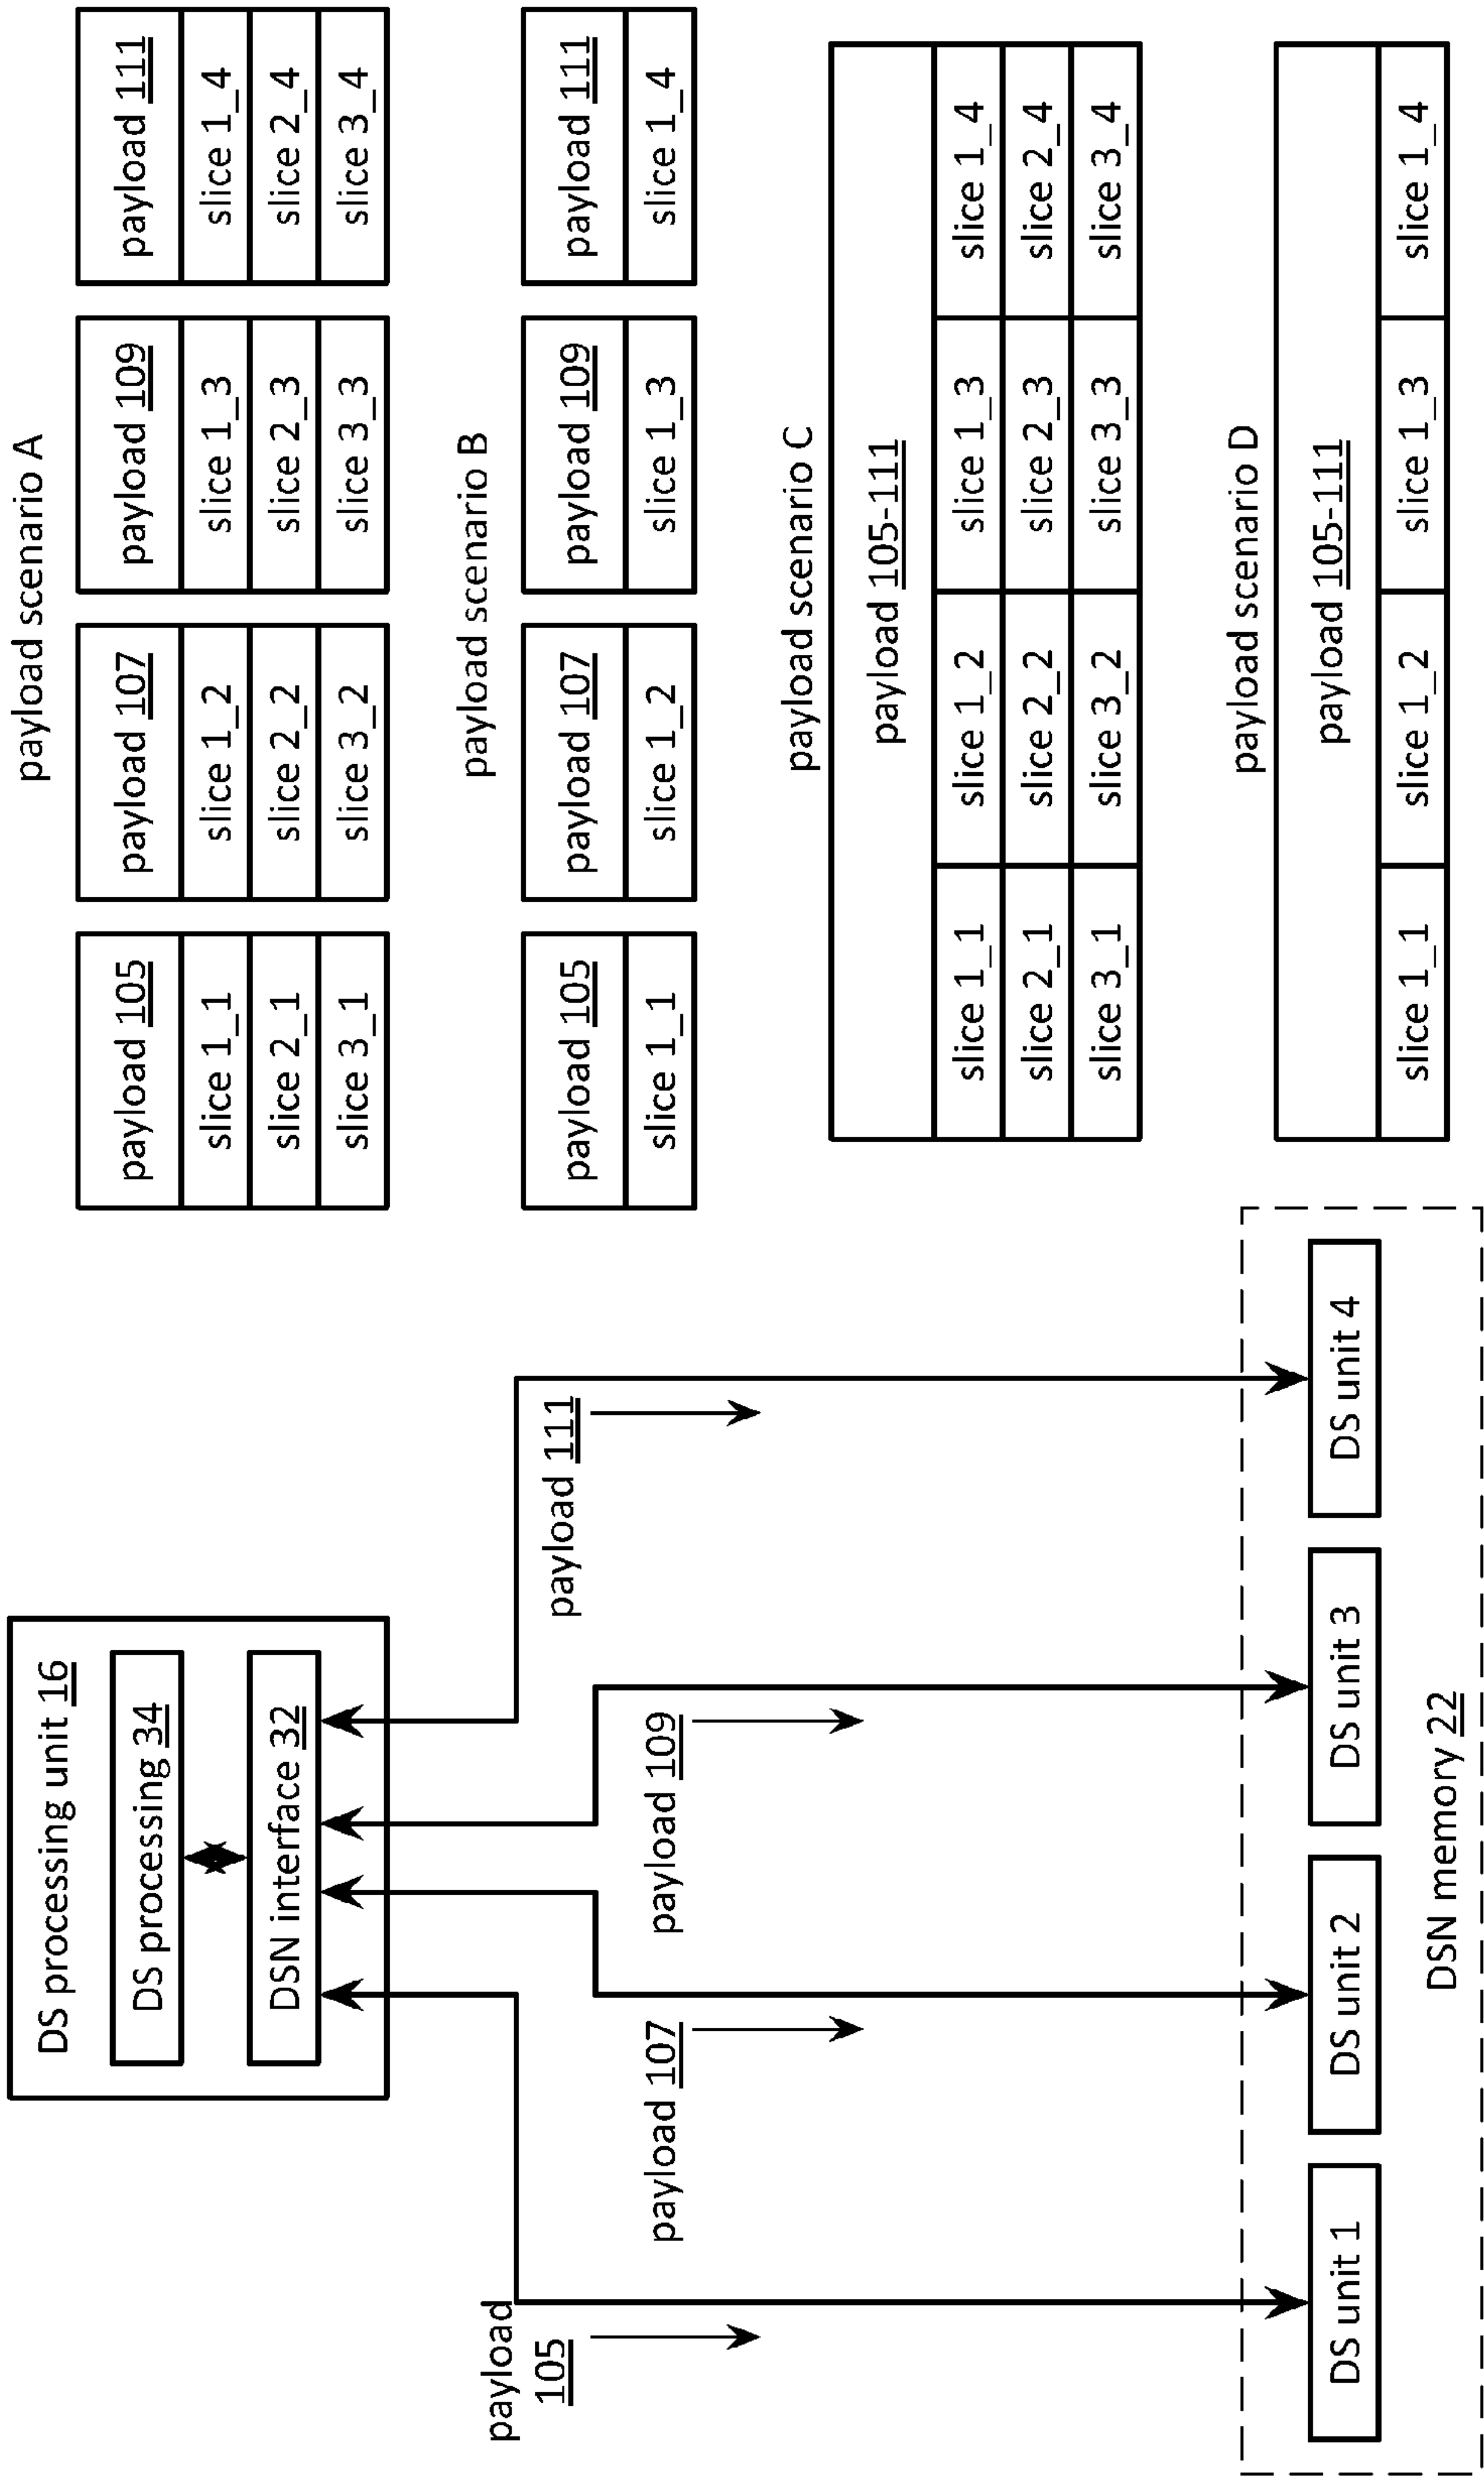 DS processing unit 16
DS processing 34
DSN interface 32
payload
105
payload 107
payload 109
payload 111
DS unit 1
DS unit 2
DS unit 3
DS unit 4
DSN memory 22
payload scenario A
payload 105
payload 107
payload 109
payload 111
slice 1_1
slice 1_2
slice 1_3
slice 1_4
slice 2_1
slice 2_2
slice 2_3
slice 2_4
slice 3_1
slice 3_2
slice 3_3
slice 3_4
payload scenario B
payload 105
payload 107
payload 109
payload 111
slice 1_1
slice 1_2
slice 1_3
slice 1_4
payload scenario C
payload 105-111
slice 1_1
slice 1_2
slice 1_3
slice 1_4
slice 2_1
slice 2_2
slice 2_3
slice 2_4
slice 3_1
slice 3_2
slice 3_3
slice 3_4
payload scenario D
payload 105-111
slice 1_1
slice 1_2
slice 1_3
slice 1_4